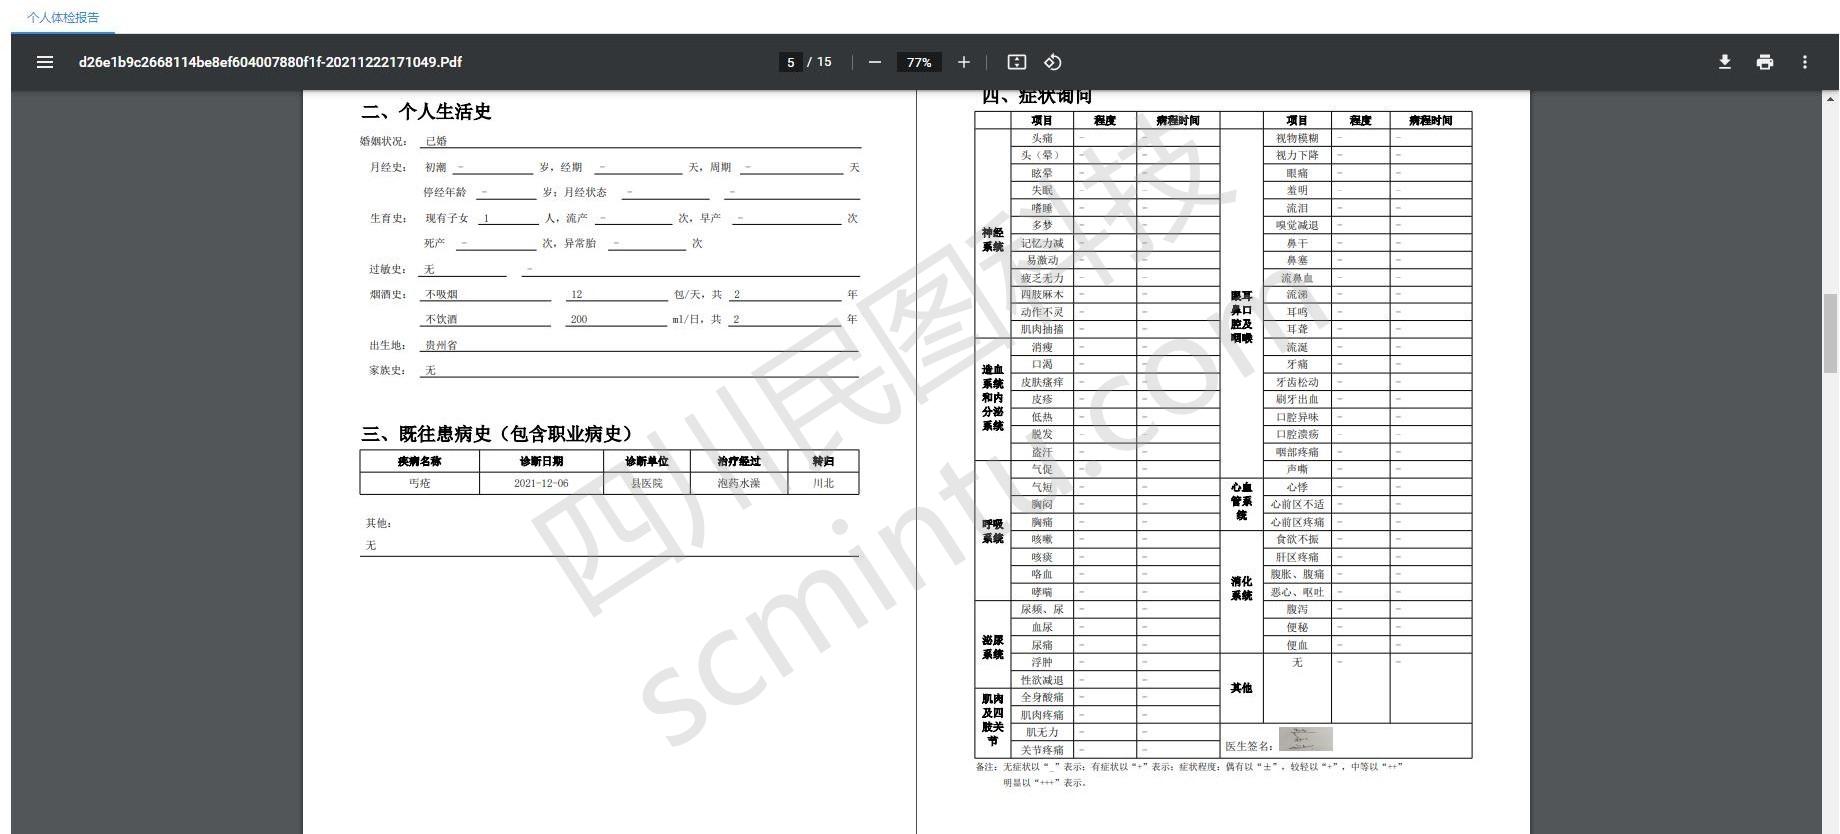 个人体检报告
d26e1b9c2668114be8ef604007880f1f-20211222171049.Pdf
5 / 15
77%
二、个人生活史
婚姻状况： 已婚
月经史： 初潮 - 岁，经期 - 天，周期 - 天
停经年龄 - 岁；月经状态 - -
生育史： 现有子女 1 人，流产 - 次，早产 - 次
死产 - 次，异常胎 - 次
过敏史： 无 -
烟酒史： 不吸烟 12 包/天，共 2 年
不饮酒 200 ml/日，共 2 年
出生地： 贵州省
家族史： 无
三、既往患病史（包含职业病史）
疾病名称 诊断日期 诊断单位 治疗经过 转归
丐疮 2021-12-06 县医院 泡药水澡 川北
其他：
无
四、症状询问
项目 程度 病程时间 项目 程度 病程时间
神经系统
头痛 - - 视物模糊 - -
头（晕） - - 视力下降 - -
眩晕 - - 眼痛 - -
失眠 - - 羞明 - -
嗜睡 - - 流泪 - -
多梦 - - 嗅觉减退 - -
记忆力减 - - 鼻干 - -
易激动 - - 鼻塞 - -
疲乏无力 - - 流鼻血 - -
眼耳鼻口腔及咽喉
四肢麻木 - - 流涕 - -
动作不灵 - - 耳鸣 - -
肌肉抽搐 - - 耳聋 - -
造血系统和内分泌系统
消瘦 - - 流涎 - -
口渴 - - 牙痛 - -
皮肤瘙痒 - - 牙齿松动 - -
皮疹 - - 刷牙出血 - -
低热 - - 口腔异味 - -
脱发 - - 口腔溃疡 - -
盗汗 - - 咽部疼痛 - -
呼吸系统
气促 - - 声嘶 - -
心血管系统
气短 - - 心悸 - -
胸闷 - - 心前区不适 - -
胸痛 - - 心前区疼痛 - -
消化系统
咳嗽 - - 食欲不振 - -
咳痰 - - 肝区疼痛 - -
咯血 - - 腹胀、腹痛 - -
哮喘 - - 恶心、呕吐 - -
泌尿系统
尿频、尿 - - 腹泻 - -
血尿 - - 便秘 - -
尿痛 - - 便血 - -
其他
浮肿 - - 无 - -
性欲减退 - -
肌肉及四肢关节
全身酸痛 - -
肌肉疼痛 - -
肌无力 - -
关节疼痛 - -
医生签名：
备注：无症状以“_”表示；有症状以“+”表示；症状程度：偶有以“±”，较轻以“+”，中等以“++”
明显以“+++”表示。
四川民图科技
scmintu.com